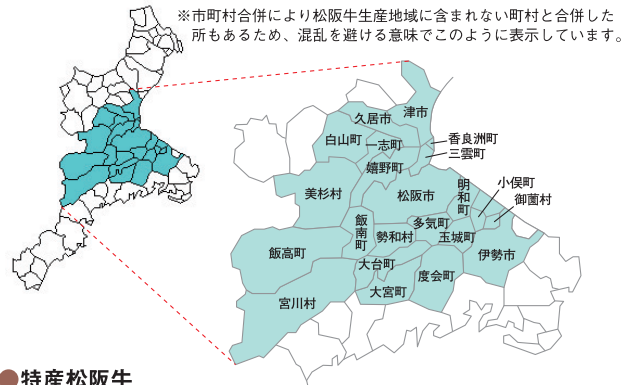 ※市町村合併により松阪牛生産地域に含まれない町村と合併した
所もあるため、混乱を避ける意味でこのように表示しています。
津市
久居市
白山町
一志町
香良洲町
三雲町
嬉野町
美杉村
松阪市
明和町
小俣町
御薗村
飯南町
多気町
勢和村
玉城町
伊勢市
飯高町
大台町
度会町
宮川村
大宮町
●特産松阪牛